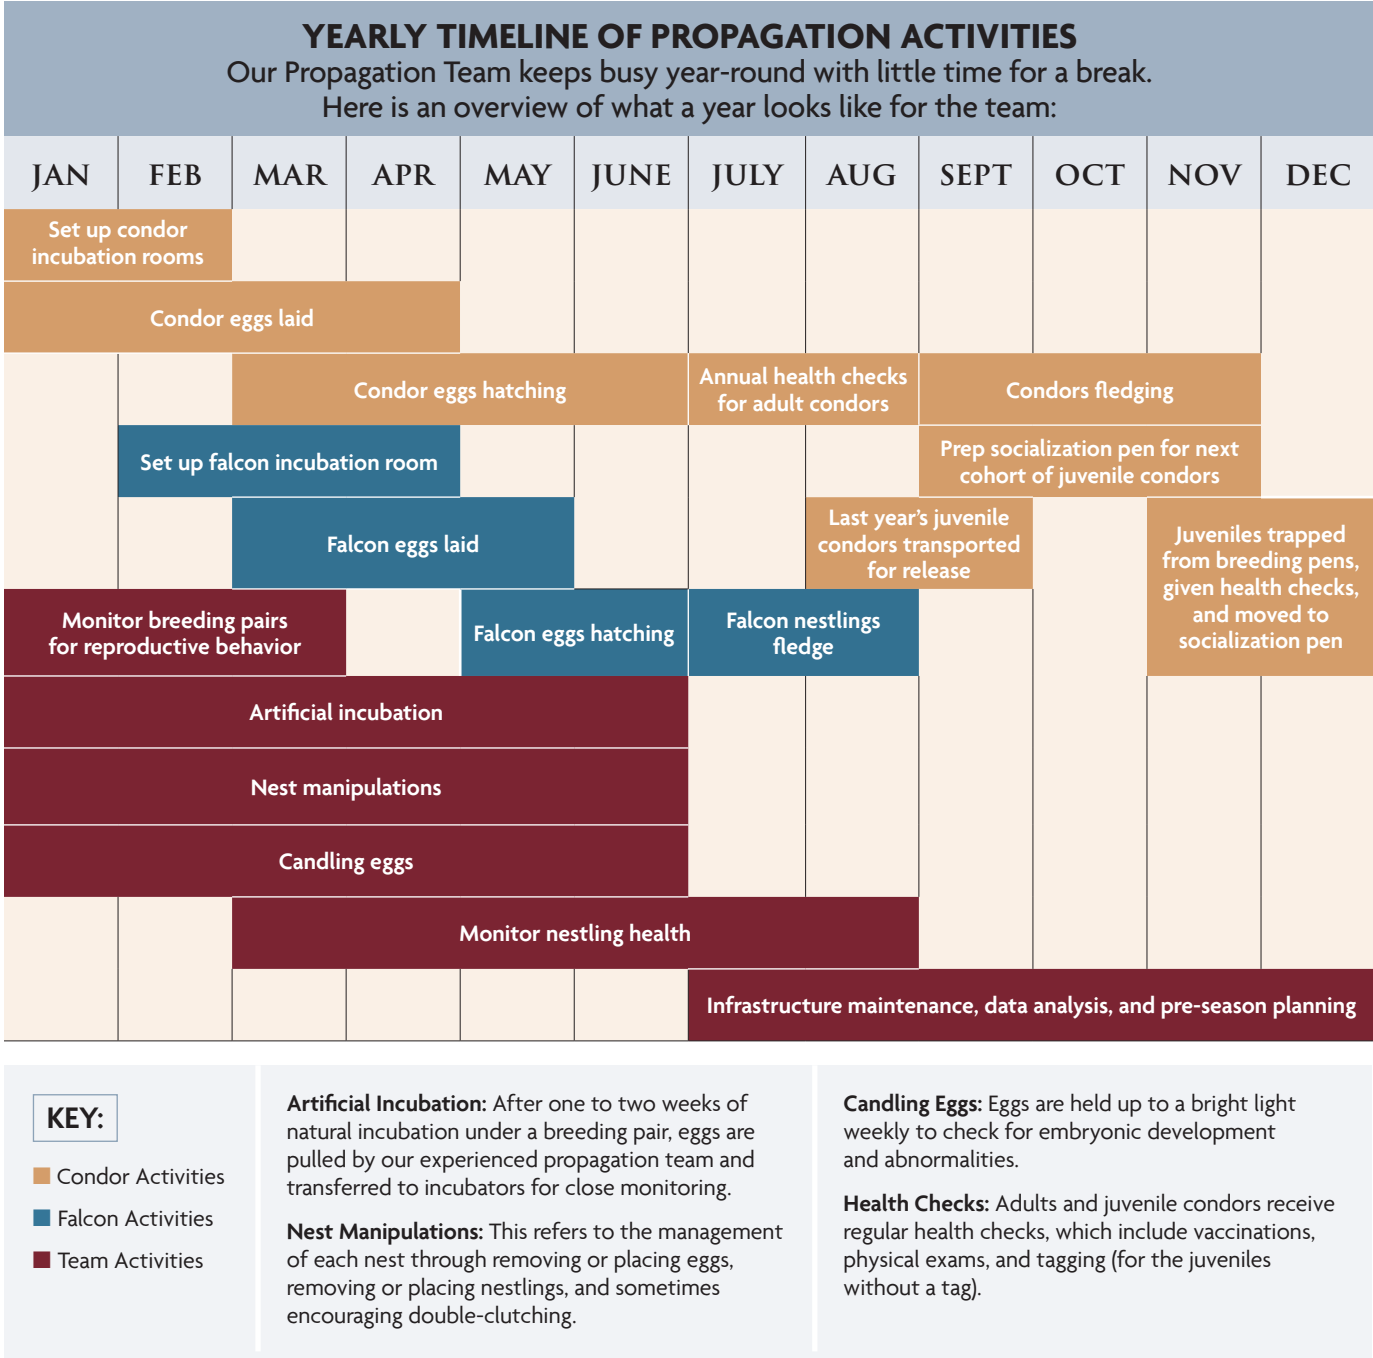 YEARLY TIMELINE OF PROPAGATION ACTIVITIES
Our Propagation Team keeps busy year-round with little time for a break.
Here is an overview of what a year looks like for the team:
JAN FEB MAR APR MAY JUNE JULY AUG SEPT OCT NOV DEC
Set up condor
incubation rooms
Condor eggs laid
Condor eggs hatching
Annual health checks
for adult condors
Condors fledging
Set up falcon incubation room
Prep socialization pen for next
cohort of juvenile condors
Falcon eggs laid
Last year’s juvenile
condors transported
for release
Juveniles trapped
from breeding pens,
given health checks,
and moved to
socialization pen
Monitor breeding pairs
for reproductive behavior
Falcon eggs hatching
Falcon nestlings
fledge
Artificial incubation
Nest manipulations
Candling eggs
Monitor nestling health
Infrastructure maintenance, data analysis, and pre-season planning
KEY:
Condor Activities
Falcon Activities
Team Activities
Artificial Incubation: After one to two weeks of
natural incubation under a breeding pair, eggs are
pulled by our experienced propagation team and
transferred to incubators for close monitoring.
Nest Manipulations: This refers to the management
of each nest through removing or placing eggs,
removing or placing nestlings, and sometimes
encouraging double-clutching.
Candling Eggs: Eggs are held up to a bright light
weekly to check for embryonic development
and abnormalities.
Health Checks: Adults and juvenile condors receive
regular health checks, which include vaccinations,
physical exams, and tagging (for the juveniles
without a tag).